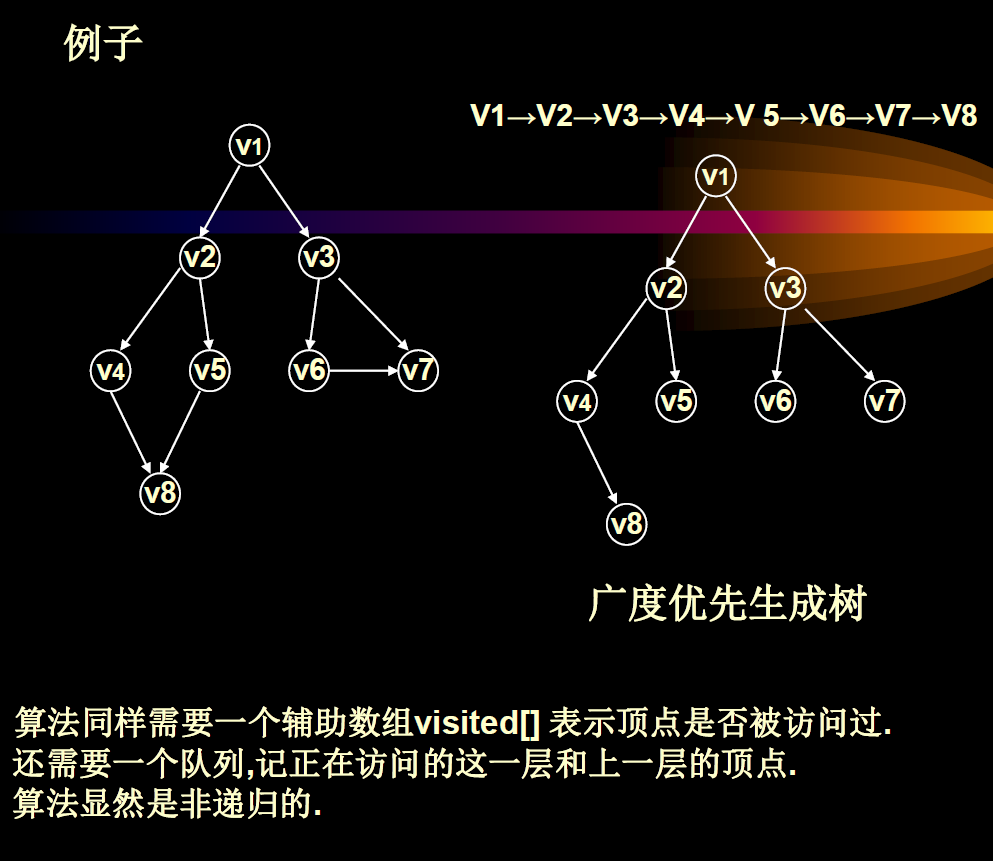 例子
V1→V2→V3→V4→V 5→V6→V7→V8
v1
v2 v3
v4 v5 v6 v7
v8
v1
v2 v3
v4 v5 v6 v7
v8
广度优先生成树
算法同样需要一个辅助数组visited[] 表示顶点是否被访问过.
还需要一个队列,记正在访问的这一层和上一层的顶点.
算法显然是非递归的.